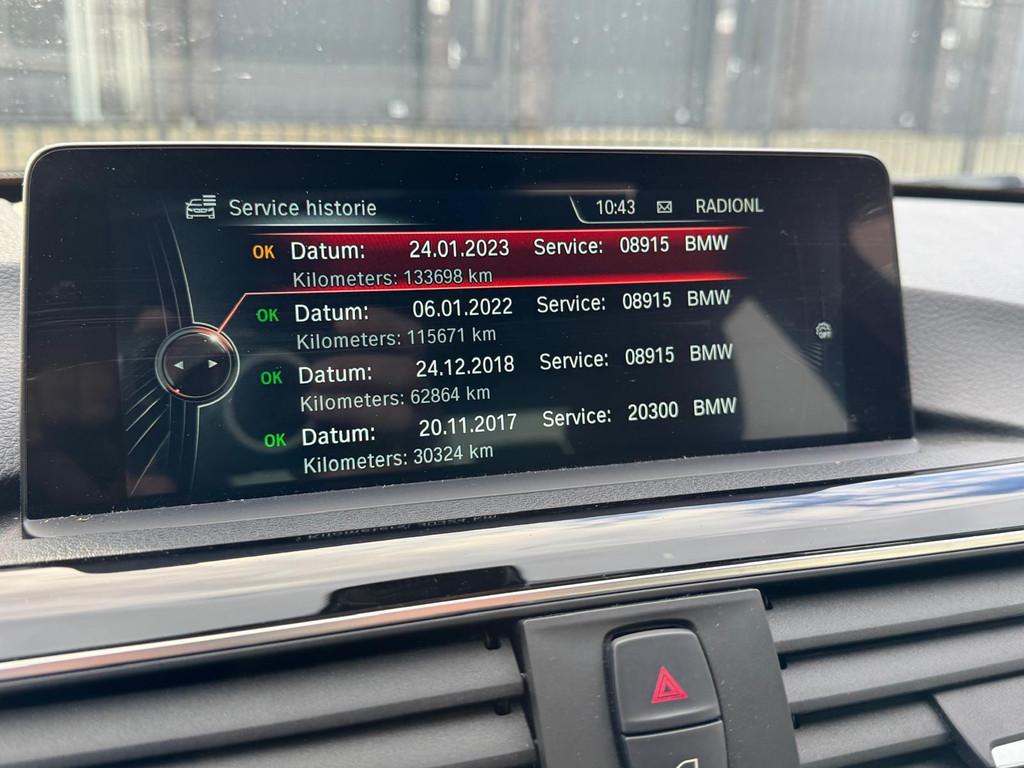 Service historie 10:43 RADIONL
OK Datum: 24.01.2023 Service: 08915 BMW
Kilometers: 133698 km
OK Datum: 06.01.2022 Service: 08915 BMW
Kilometers: 115671 km
OK Datum: 24.12.2018 Service: 08915 BMW
Kilometers: 62864 km
OK Datum: 20.11.2017 Service: 20300 BMW
Kilometers: 30324 km